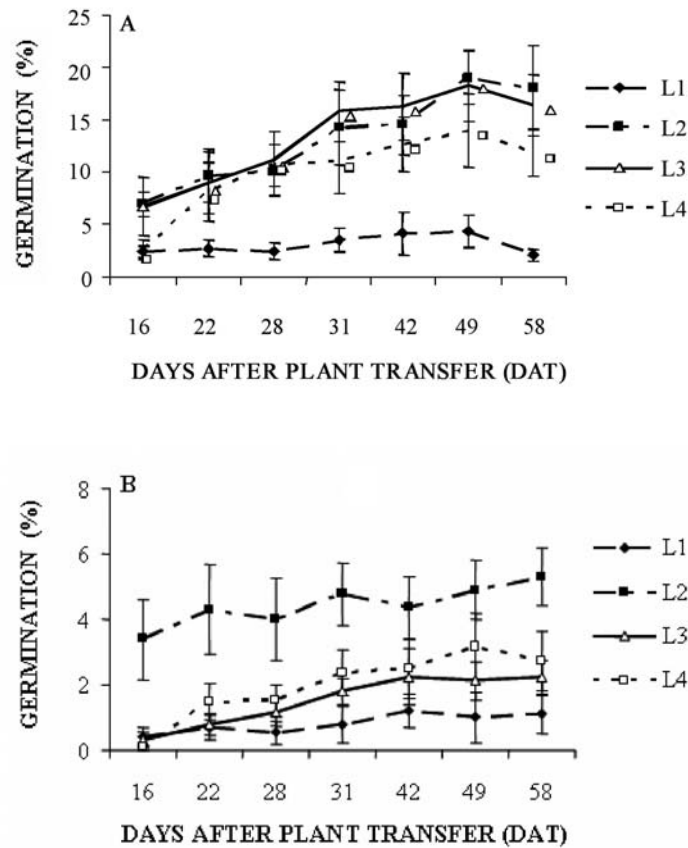 A
GERMINATION (%)
25
20
15
10
5
0
16 22 28 31 42 49 58
DAYS AFTER PLANT TRANSFER (DAT)
L1
L2
L3
L4
B
GERMINATION (%)
8
6
4
2
0
16 22 28 31 42 49 58
DAYS AFTER PLANT TRANSFER (DAT)
L1
L2
L3
L4